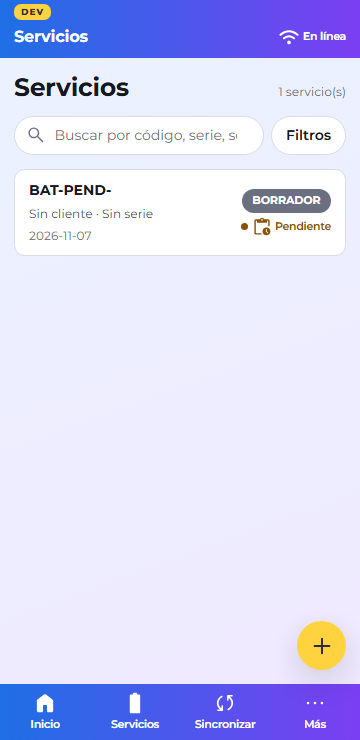 DEV
Servicios
En línea
Servicios
1 servicio(s)
Buscar por código, serie, s
Filtros
BAT-PEND-
Sin cliente · Sin serie
2026-11-07
BORRADOR
Pendiente
Inicio
Servicios
Sincronizar
Más